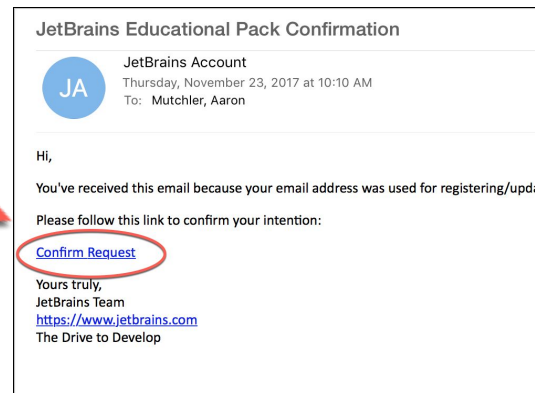 JetBrains Educational Pack Confirmation
JA
JetBrains Account
Thursday, November 23, 2017 at 10:10 AM
To: Mutchler, Aaron
Hi,
You've received this email because your email address was used for registering/upda
Please follow this link to confirm your intention:
Confirm Request
Yours truly,
JetBrains Team
https://www.jetbrains.com
The Drive to Develop